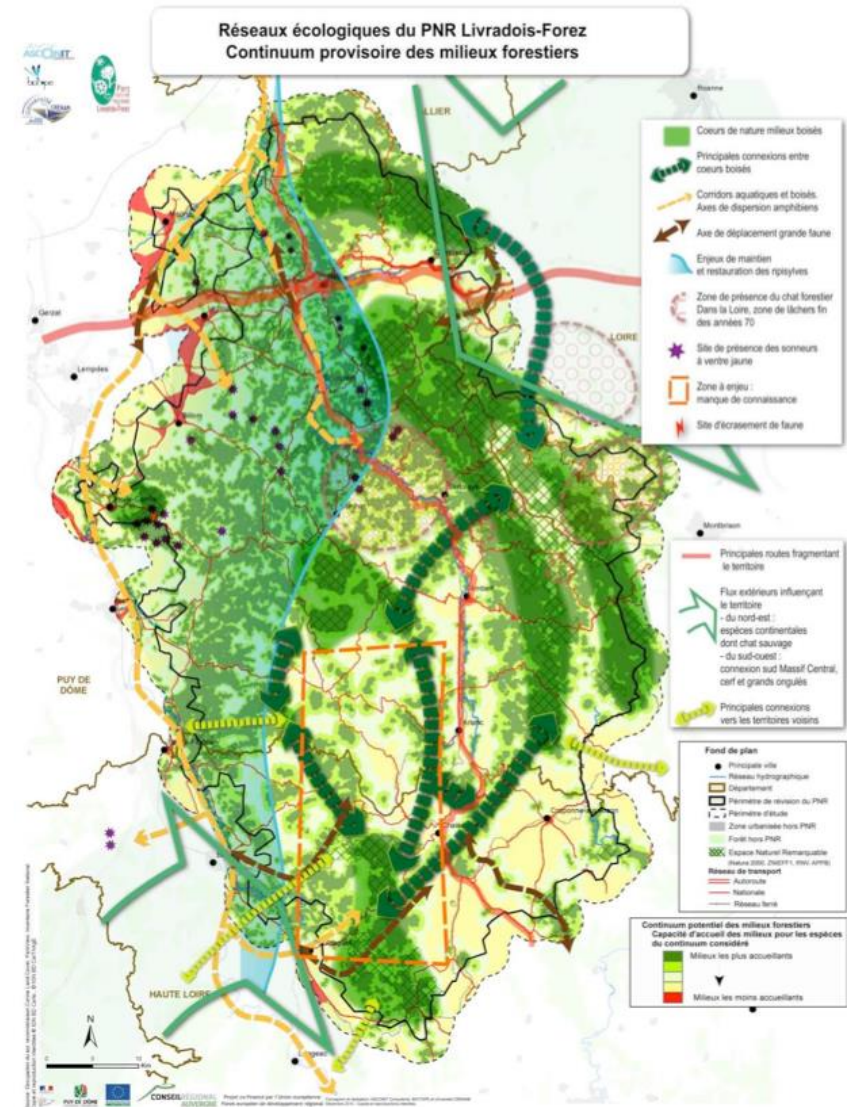 Réseaux écologiques du PNR Livradois-Forez
Continuum provisoire des milieux forestiers
ALLIER
Roanne
Coeurs de nature milieux boisés
Principales connexions entre
coeurs boisés
Corridors aquatiques et boisés.
Axes de dispersion amphibiens
Axe de déplacement grande faune
Enjeux de maintien
et restauration des ripisylves
Zone de présence du chat forestier
Dans la Loire, zone de lâchers fin
des années 70
Site de présence des sonneurs
à ventre jaune
Zone à enjeu :
manque de connaissance
Site d'écrasement de faune
Gerzat
Lempdes
LOIRE
Montbrison
Principales routes fragmentant
le territoire
Flux extérieurs influençant
le territoire
- du nord-est :
espèces continentales
dont chat sauvage
- du sud-ouest :
connexion sud Massif Central,
cerf et grands ongulés
Principales connexions
vers les territoires voisins
PUY DE
DÔME
Arlanc
Fond de plan
Principale ville
Réseau hydrographique
Département
Périmètre de révision du PNR
Périmètre d'étude
Zone urbanisée hors PNR
Forêt hors PNR
Espace Naturel Remarquable
Réseau de transport
Autoroute
Nationale
Réseau ferré
Continuum potentiel des milieux forestiers
Capacité d'accueil des milieux pour les espèces
du continuum considéré
Milieux les plus accueillants
Milieux les moins accueillants
HAUTE LOIRE
N
Km
PUY DE DÔME
CONSEIL RÉGIONAL
AUVERGNE